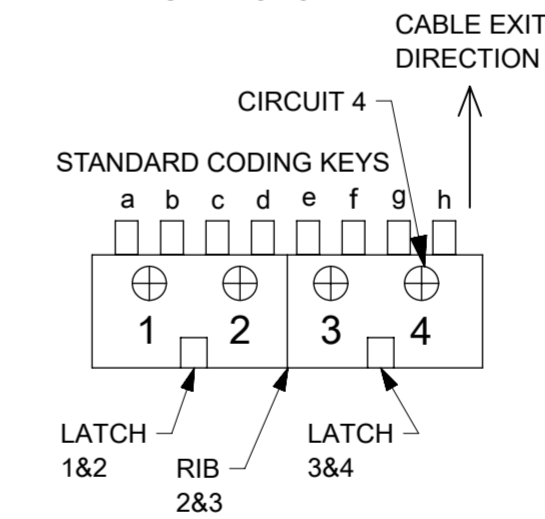 CABLE EXIT
DIRECTION
CIRCUIT 4
STANDARD CODING KEYS
a b c d e f g h
1 2 3 4
LATCH
1&2
RIB
2&3
LATCH
3&4